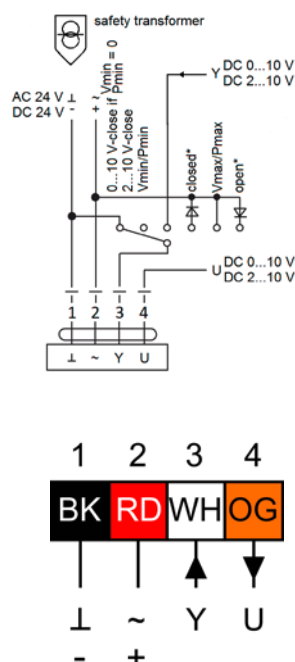 safety transformer
AC 24 V ⊥
DC 24 V -
~
+
0...10 V-close if Vmin = 0
Pmin
2...10 V-close
Vmin/Pmin
Y DC 0...10 V
DC 2...10 V
closed*
Vmax/Pmax
open*
U DC 0...10 V
DC 2...10 V
1 2 3 4
⊥ ~ Y U
1 2 3 4
BK RD WH OG
⊥ ~ Y U
- +